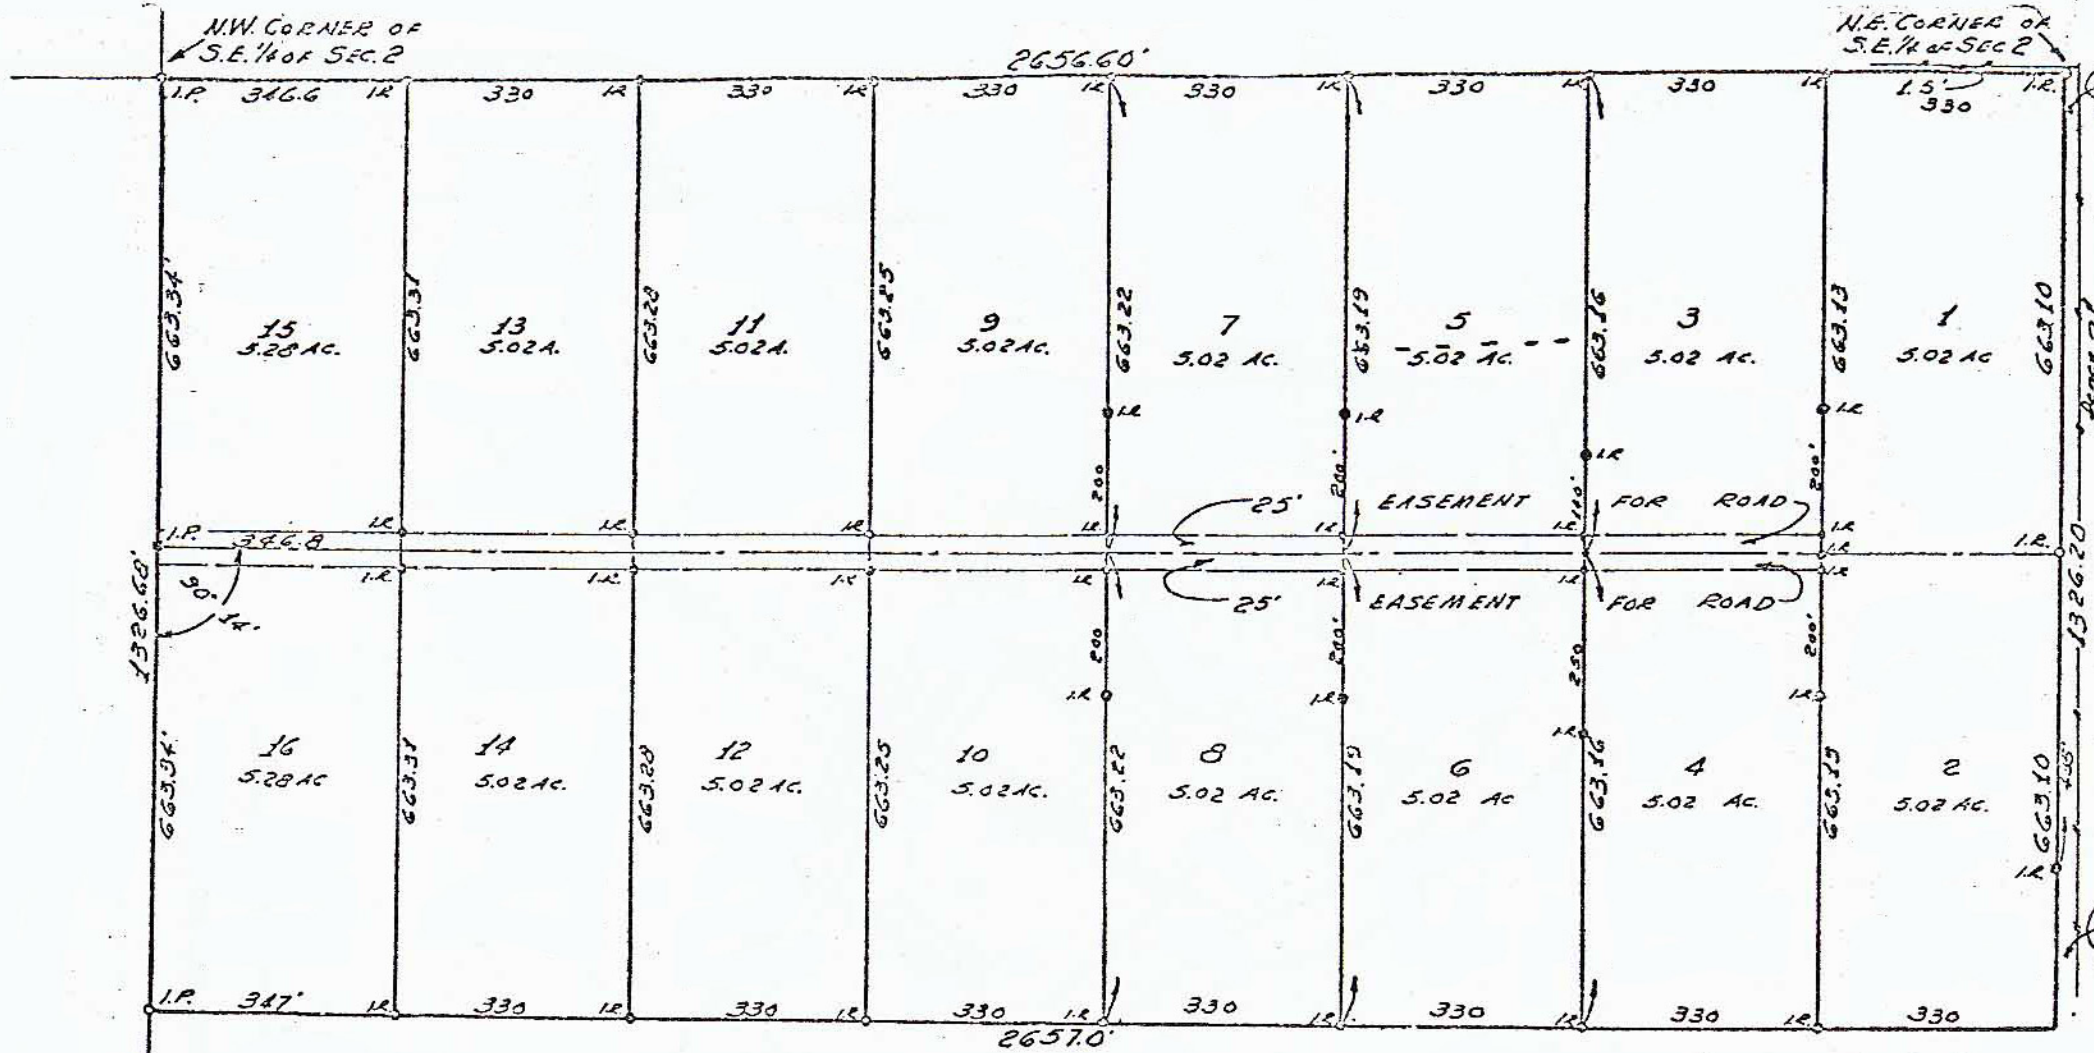 N.W. CORNER OF
S.E. 1/4 OF SEC. 2
N.E. CORNER OF
S.E. 1/4 OF SEC 2
2656.60'
I.P. 346.6 I.R. 330 I.R. 330 I.R. 330 I.R. 330 I.R. 330 I.R. 330 I.R. 1.5' I.R.
330
663.34'
663.31
663.28
663.25
663.22
663.19
663.16
663.13
663.10
15
5.28 AC.
13
5.02 A.
11
5.02 A.
9
5.02 AC.
7
5.02 AC.
5
5.02 AC.
3
5.02 AC.
1
5.02 AC
I.R. I.R. I.R. I.R.
200 200' 140' 200'
25' EASEMENT FOR ROAD
I.P. I.R. I.R. I.R. I.R. I.R. I.R. I.R.
346.8 I.R. I.R.
I.R. I.R. I.R. I.R. I.R. I.R. I.R.
90° 14'
25' EASEMENT FOR ROAD
1326.68'
1326.20
200 200' 250 200'
I.R. I.R. I.R. I.R.
16
5.28 AC
14
5.02 AC.
12
5.02 AC.
10
5.02 AC.
8
5.02 AC.
6
5.02 AC
4
5.02 AC.
2
5.02 AC.
663.34'
663.31
663.28
663.25
663.22
663.19
663.16
663.10
I.R.
I.P. 347' I.R. 330 I.R. 330 I.R. 330 I.R. 330 I.R. 330 I.R. 330 I.R. 330
2657.0'